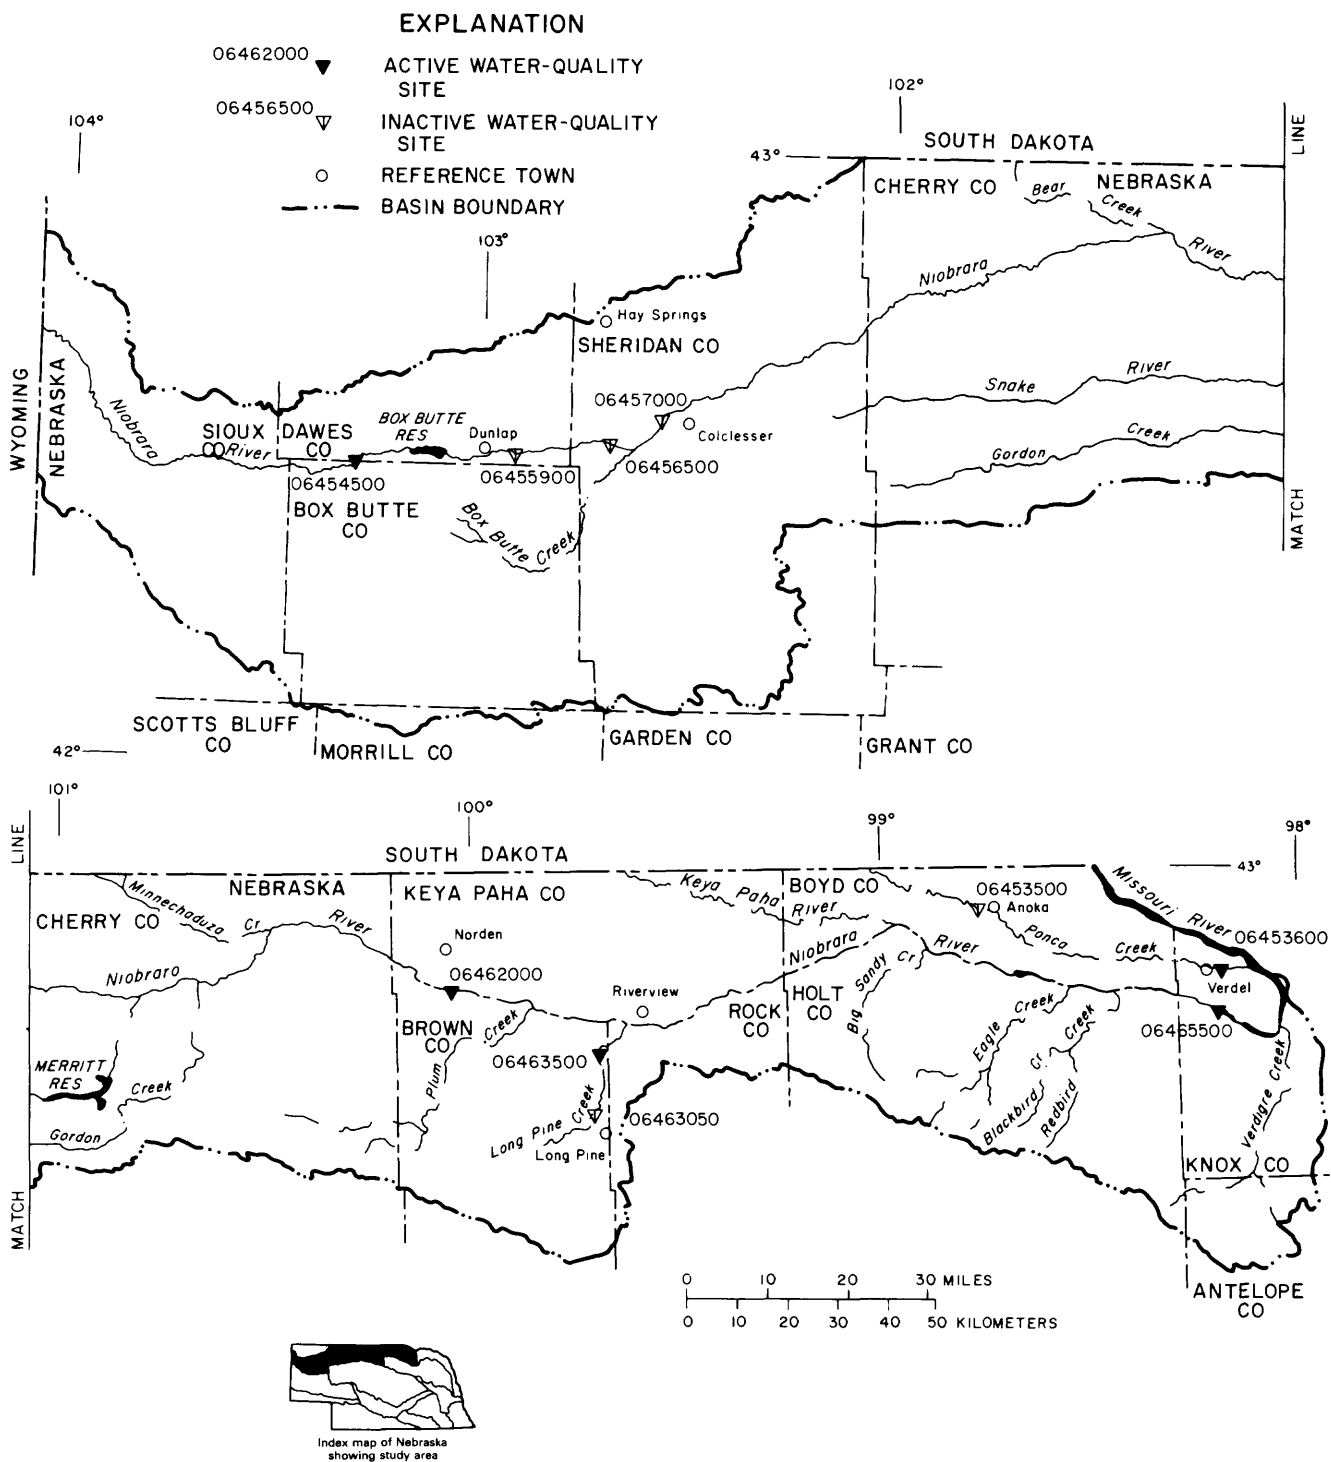 EXPLANATION
06462000
ACTIVE WATER-QUALITY
SITE
06456500
INACTIVE WATER-QUALITY
SITE
REFERENCE TOWN
BASIN BOUNDARY
104°
103°
102°
43°
SOUTH DAKOTA
LINE
CHERRY CO
NEBRASKA
Bear
Creek
Niobrara
River
Hay Springs
SHERIDAN CO
WYOMING
NEBRASKA
Niobrara
River
SIOUX
CO
DAWES
CO
BOX BUTTE
RES
Dunlap
06457000
Colclesser
Snake
River
Gordon
Creek
06454500
06455900
06456500
BOX BUTTE
CO
Box Butte Creek
MATCH
SCOTTS BLUFF
CO
MORRILL CO
GARDEN CO
GRANT CO
42°
101°
100°
99°
98°
LINE
SOUTH DAKOTA
43°
NEBRASKA
KEYA PAHA CO
Keya
Paha
River
BOYD CO
06453500
Anoka
Missouri
River
06453600
CHERRY CO
Minnechaduza
Cr
River
Norden
Niobrara
River
Ponca
Creek
Verdel
Niobrara
06462000
Riverview
ROCK
CO
HOLT
CO
Big
Sandy
Cr
Eagle
Creek
Creek
06465500
BROWN
CO
Creek
Plum
06463500
MERRITT
RES
Creek
Gordon
Long Pine
Creek
06463050
Long Pine
Blackbird
Cr
Redbird
Verdigre Creek
KNOX CO
MATCH
ANTELOPE
CO
0 10 20 30 MILES
0 10 20 30 40 50 KILOMETERS
Index map of Nebraska
showing study area